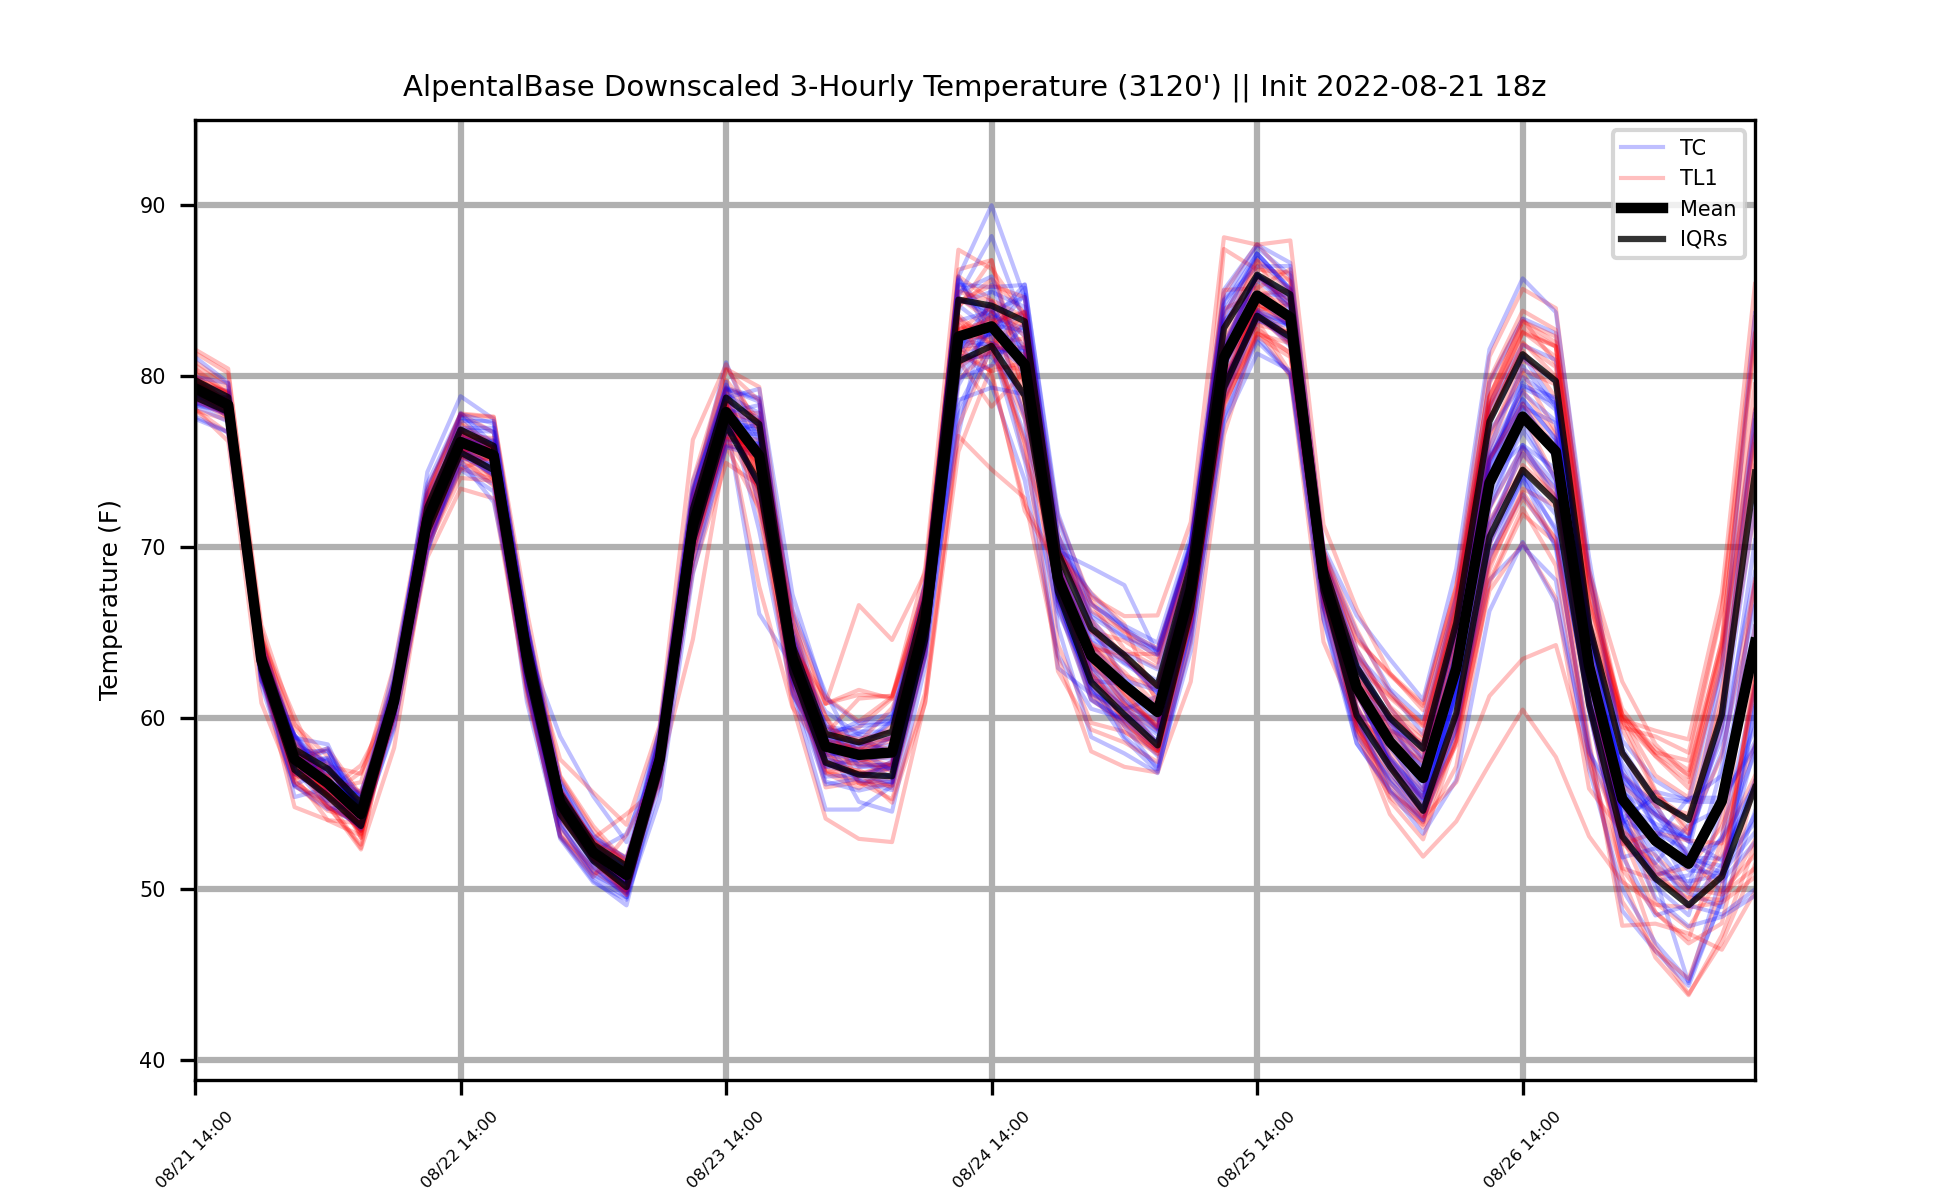 AlpentalBase Downscaled 3-Hourly Temperature (3120') || Init 2022-08-21 18z
TC
TL1
Mean
IQRs
Temperature (F)
90
80
70
60
50
40
08/21 14:00
08/22 14:00
08/23 14:00
08/24 14:00
08/25 14:00
08/26 14:00